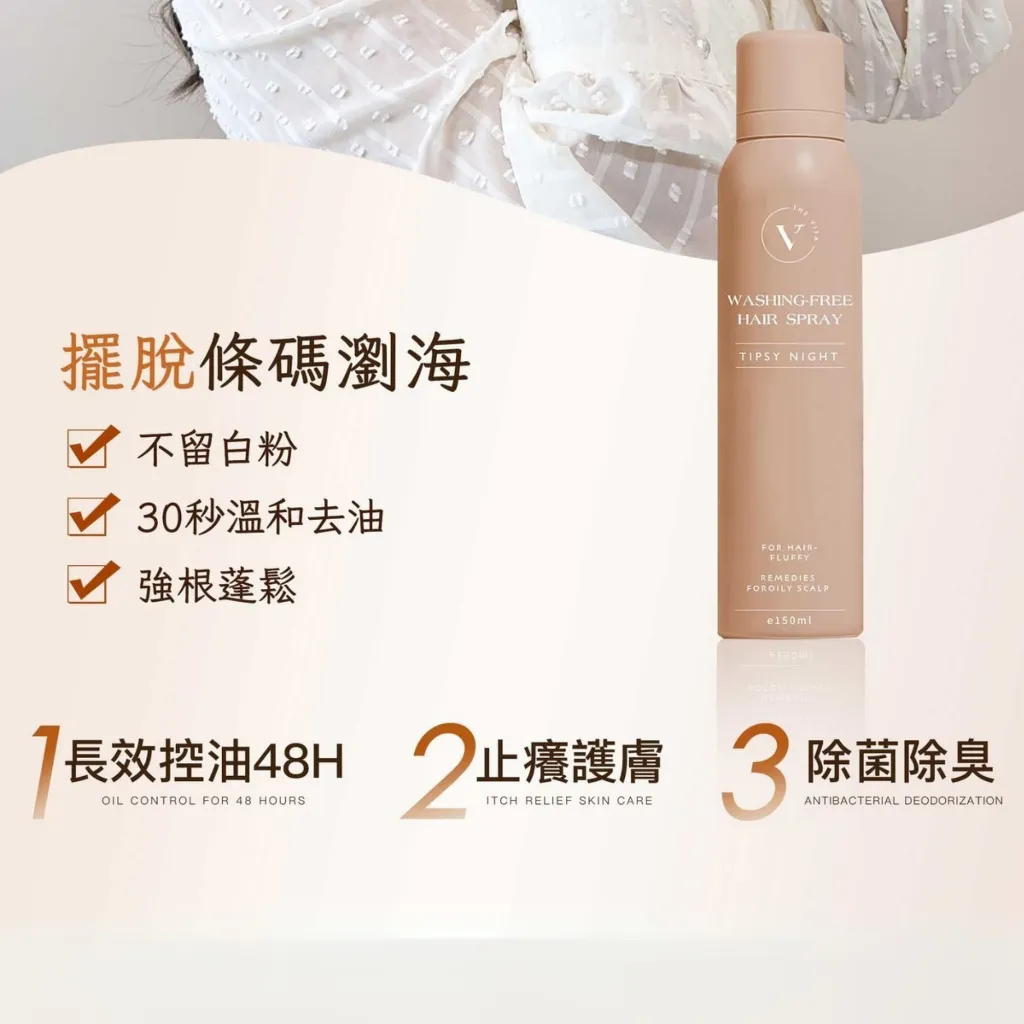 THE VITA
V
WASHING-FREE
HAIR SPRAY
TIPSY NIGHT
擺脫條碼瀏海
不留白粉
30秒溫和去油
強根蓬鬆
FOR HAIR-
FLUFFY
REMEDIES
FOROILY SCALP
e150ml
1 長效控油48H
OIL CONTROL FOR 48 HOURS
2 止癢護膚
ITCH RELIEF SKIN CARE
3 除菌除臭
ANTIBACTERIAL DEODORIZATION